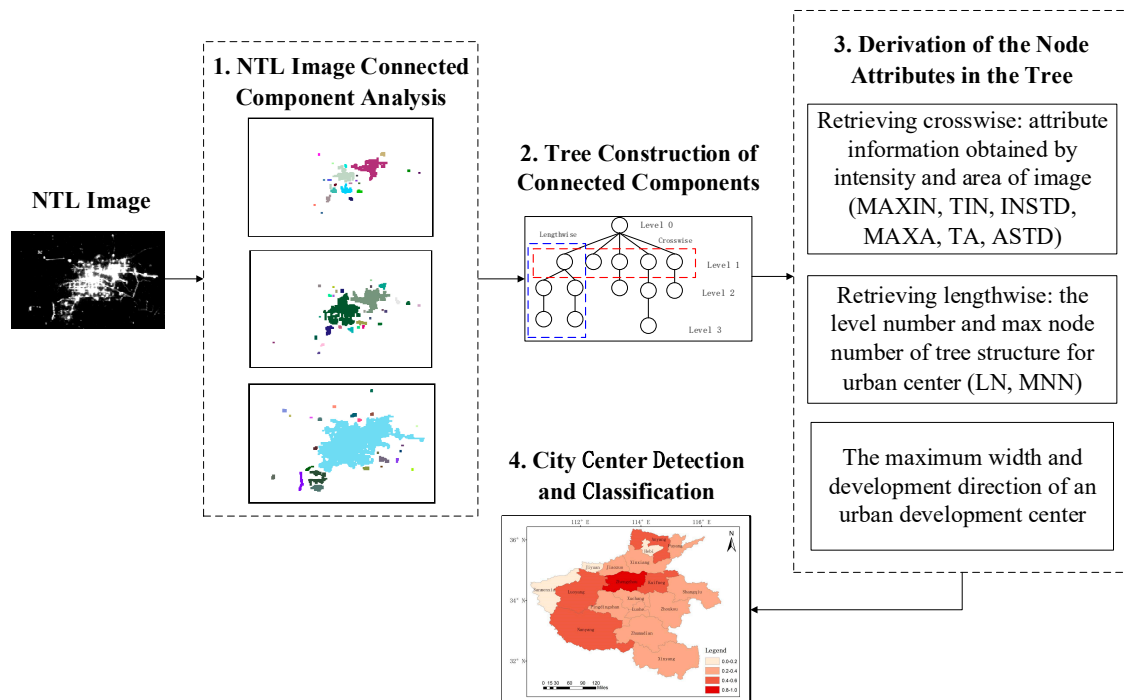 NTL Image
1. NTL Image Connected
Component Analysis
2. Tree Construction of
Connected Components
Level 0
Lengthwise
Crosswise
Level 1
Level 2
Level 3
3. Derivation of the Node
Attributes in the Tree
Retrieving crosswise: attribute
information obtained by
intensity and area of image
(MAXIN, TIN, INSTD,
MAXA, TA, ASTD)
Retrieving lengthwise: the
level number and max node
number of tree structure for
urban center (LN, MNN)
The maximum width and
development direction of an
urban development center
4. City Center Detection
and Classification
112° E
114° E
116° E
36° N
34° N
32° N
N
Hebi
Xinxiang
Jiyuan
Jiaozuo
Zhengzhou
Kaifeng
Luoyang
Shangqiu
Xuchang
Pingdingshan
Luohe
Zhoukou
Nanyang
Zhumadian
Xinyang
Legend
0.0-0.2
0.2-0.4
0.4-0.6
0.8-1.0
0 15 30 60 90 120
Miles